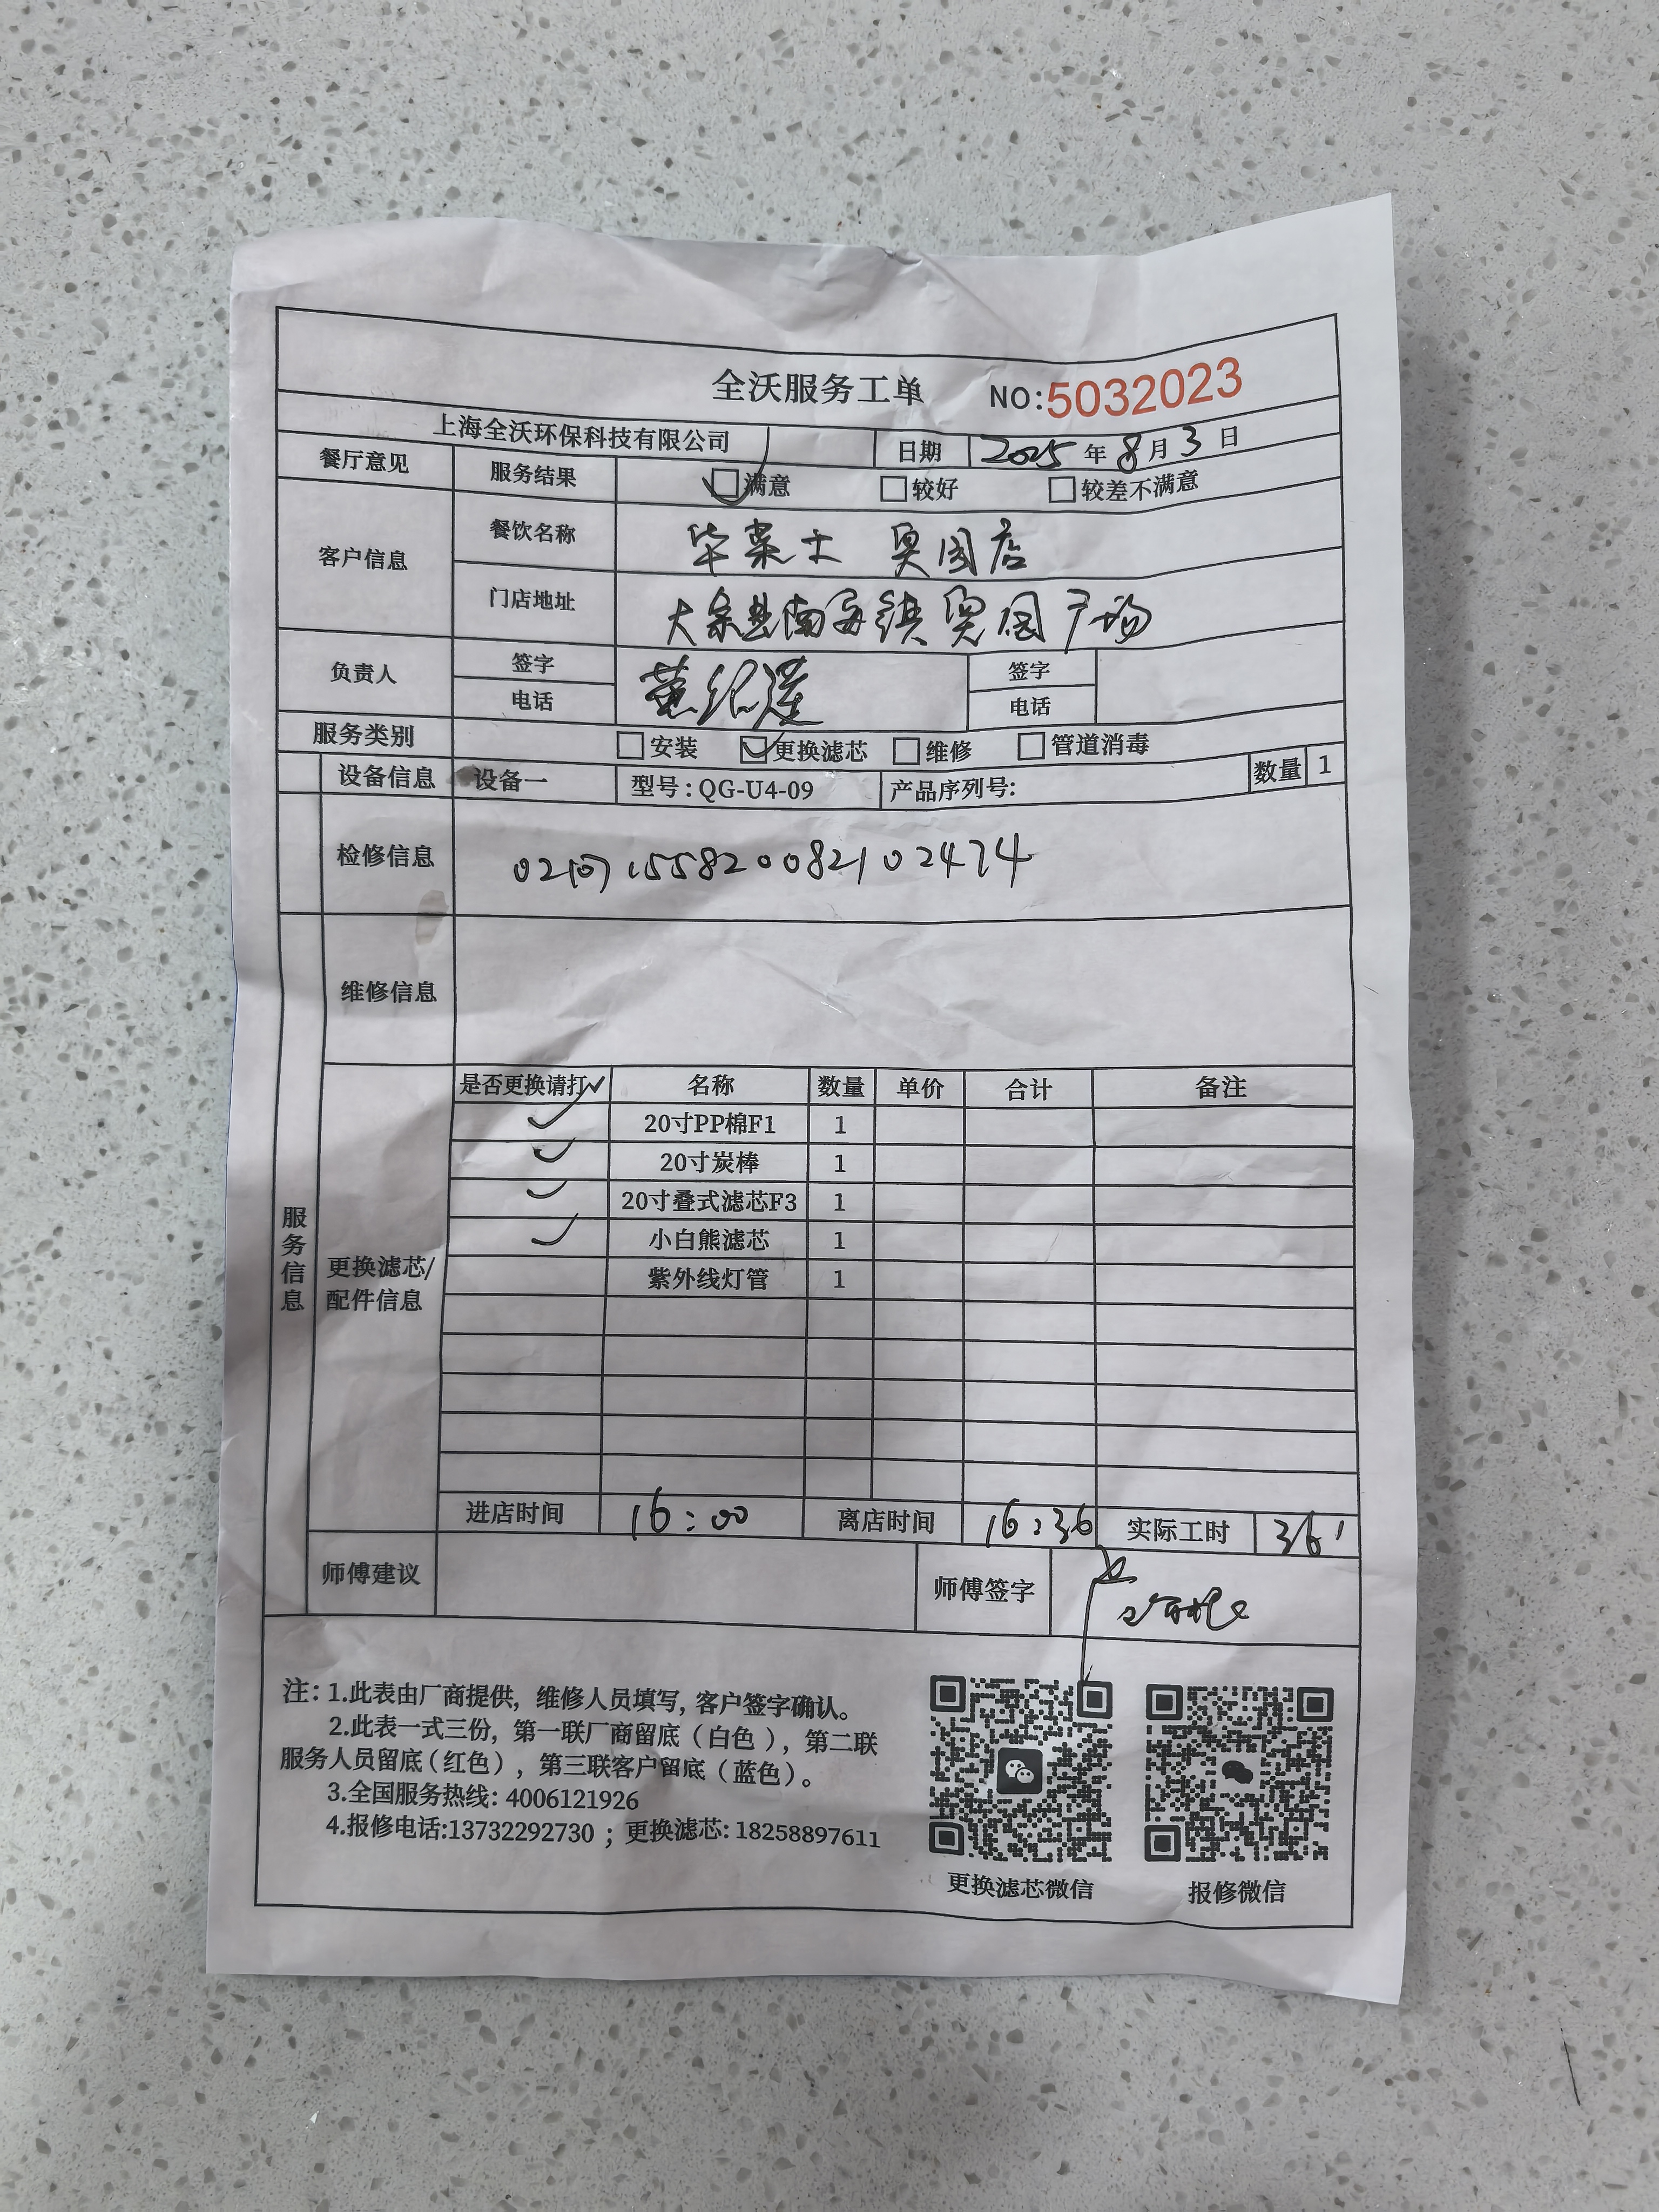 全沃服务工单 NO:5032023
上海全沃环保科技有限公司 日期 2025年8月3日
餐厅意见 服务结果 满意 较好 较差不满意
客户信息 餐饮名称 华莱士 奥园店
门店地址 奥园广场
负责人 签字 签字
电话 电话
服务类别 安装 更换滤芯 维修 管道消毒
设备信息 设备一 型号:QG-U4-09 产品序列号: 数量 1
检修信息
维修信息
服务信息
更换滤芯/
配件信息
是否更换请打✓ 名称 数量 单价 合计 备注
✓ 20寸PP棉F1 1
✓ 20寸炭棒 1
✓ 20寸叠式滤芯F3 1
✓ 小白熊滤芯 1
紫外线灯管 1
进店时间 16:00 离店时间 16:36 实际工时 36'
师傅建议 师傅签字
注:1.此表由厂商提供,维修人员填写,客户签字确认。
2.此表一式三份,第一联厂商留底(白色),第二联
服务人员留底(红色),第三联客户留底(蓝色)。
3.全国服务热线:4006121926
4.报修电话:13732292730;更换滤芯:18258897611
更换滤芯微信 报修微信